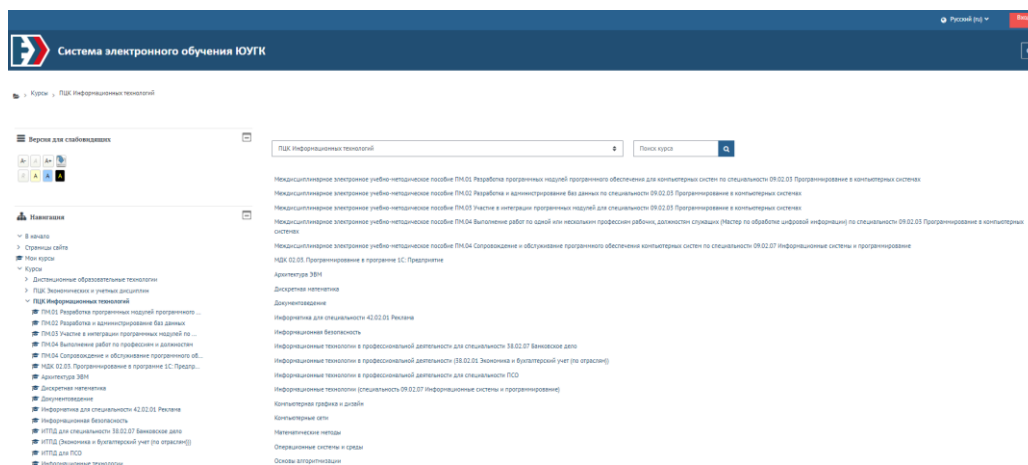 Русский (ru)
Вход
Система электронного обучения ЮУГК
Курсы > ПЦК Информационных технологий
Версия для слабовидящих
A- A A+
A A A A
Навигация
В начало
Страницы сайта
Мои курсы
Курсы
Дистанционные образовательные технологии
ПЦК Экономических и учетных дисциплин
ПЦК Информационных технологий
ПМ.01 Разработка программных модулей программного ...
ПМ.02 Разработка и администрирование баз данных
ПМ.03 Участие в интеграции программных модулей по ...
ПМ.04 Выполнение работ по профессиям и должностям
ПМ.04 Сопровождение и обслуживание программного об...
МДК 02.03. Программирование в программе 1С: Предпр...
Архитектура ЭВМ
Дискретная математика
Документоведение
Информатика для специальности 42.02.01 Реклама
Информационная безопасность
ИТПД для специальности 38.02.07 Банковское дело
ИТПД (Экономика и бухгалтерский учет (по отраслям))
ИТПД для ПСО
Информационные технологии
ПЦК Информационных технологий
Поиск курса
Междисциплинарное электронное учебно-методическое пособие ПМ.01 Разработка программных модулей программного обеспечения для компьютерных систем по специальности 09.02.03 Программирование в компьютерных системах
Междисциплинарное электронное учебно-методическое пособие ПМ.02 Разработка и администрирование баз данных по специальности 09.02.03 Программирование в компьютерных системах
Междисциплинарное электронное учебно-методическое пособие ПМ.03 Участие в интеграции программных модулей для специальности 09.02.03 Программирование в компьютерных системах
Междисциплинарное электронное учебно-методическое пособие ПМ.04 Выполнение работ по одной или нескольким профессиям рабочих, должностям служащих (Мастер по обработке цифровой информации) по специальности 09.02.03 Программирование в компьютерных
системах
Междисциплинарное электронное учебно-методическое пособие ПМ.04 Сопровождение и обслуживание программного обеспечения компьютерных систем по специальности 09.02.07 Информационные системы и программирование
МДК 02.03. Программирование в программе 1С: Предприятие
Архитектура ЭВМ
Дискретная математика
Документоведение
Информатика для специальности 42.02.01 Реклама
Информационная безопасность
Информационные технологии в профессиональной деятельности для специальности 38.02.07 Банковское дело
Информационные технологии в профессиональной деятельности (38.02.01 Экономика и бухгалтерский учет (по отраслям))
Информационные технологии в профессиональной деятельности для специальности ПСО
Информационные технологии (специальность 09.02.07 Информационные системы и программирование)
Компьютерная графика и дизайн
Компьютерные сети
Математические методы
Операционные системы и среды
Основы алгоритмизации